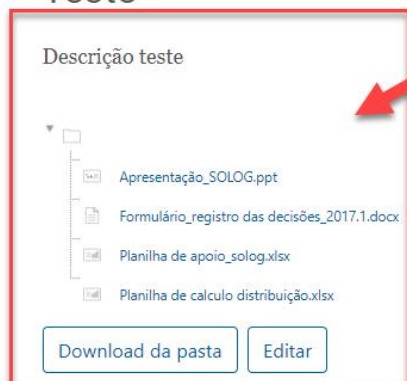 Teste
Descrição teste
Apresentação_SOLOG.ppt
Formulário_registro das decisões_2017.1.docx
Planilha de apoio_solog.xlsx
Planilha de calculo distribuição.xlsx
Download da pasta Editar